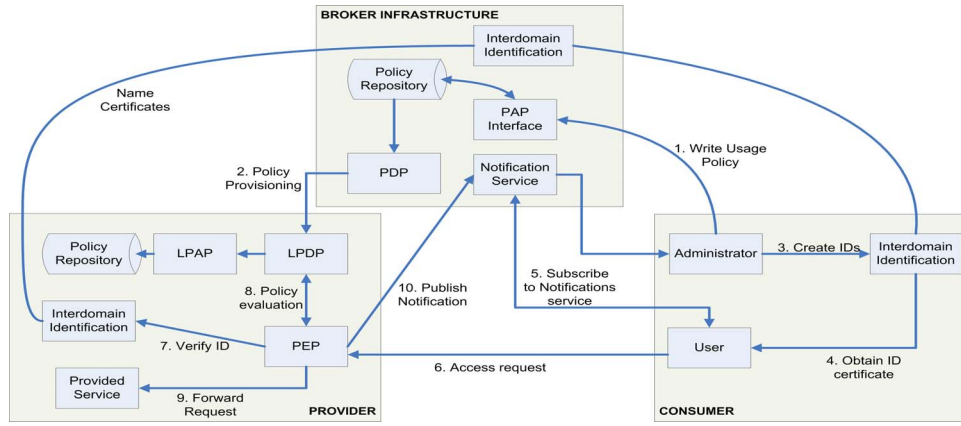 BROKER INFRASTRUCTURE
Interdomain
Identification
Policy
Repository
Name
Certificates
PAP
Interface
1. Write Usage
Policy
2. Policy
Provisioning
PDP
Notification
Service
Policy
Repository
LPAP
LPDP
Administrator
3. Create IDs
Interdomain
Identification
5. Subscribe
to Notifications
service
8. Policy
evaluation
10. Publish
Notification
Interdomain
Identification
7. Verify ID
PEP
User
6. Access request
4. Obtain ID
certificate
Provided
Service
9. Forward
Request
PROVIDER
CONSUMER